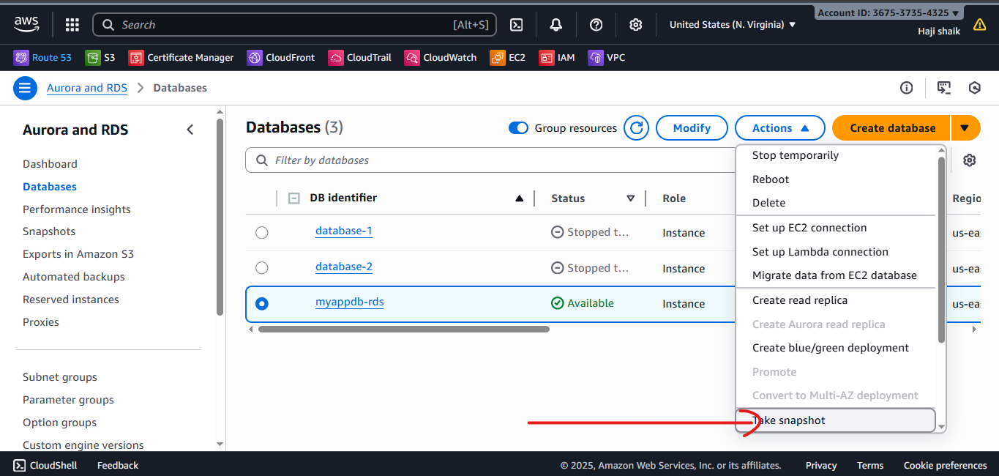 aws Search [Alt+S] United States (N. Virginia) ▼ Account ID: 3675-3735-4325 ▼
Haji shaik
Route 53 S3 Certificate Manager CloudFront CloudTrail CloudWatch EC2 IAM VPC
Aurora and RDS > Databases
Aurora and RDS
Dashboard
Databases
Performance insights
Snapshots
Exports in Amazon S3
Automated backups
Reserved instances
Proxies
Subnet groups
Parameter groups
Option groups
Custom engine versions
Databases (3) Group resources Modify Actions ▲ Create database ▼
Filter by databases
DB identifier ▲ Status ▽ Role Regio
database-1 Stopped t... Instance us-ea
database-2 Stopped t... Instance us-ea
myappdb-rds Available Instance us-ea
Stop temporarily
Reboot
Delete
Set up EC2 connection
Set up Lambda connection
Migrate data from EC2 database
Create read replica
Create Aurora read replica
Create blue/green deployment
Promote
Convert to Multi-AZ deployment
Take snapshot
CloudShell Feedback © 2025, Amazon Web Services, Inc. or its affiliates. Privacy Terms Cookie preferences